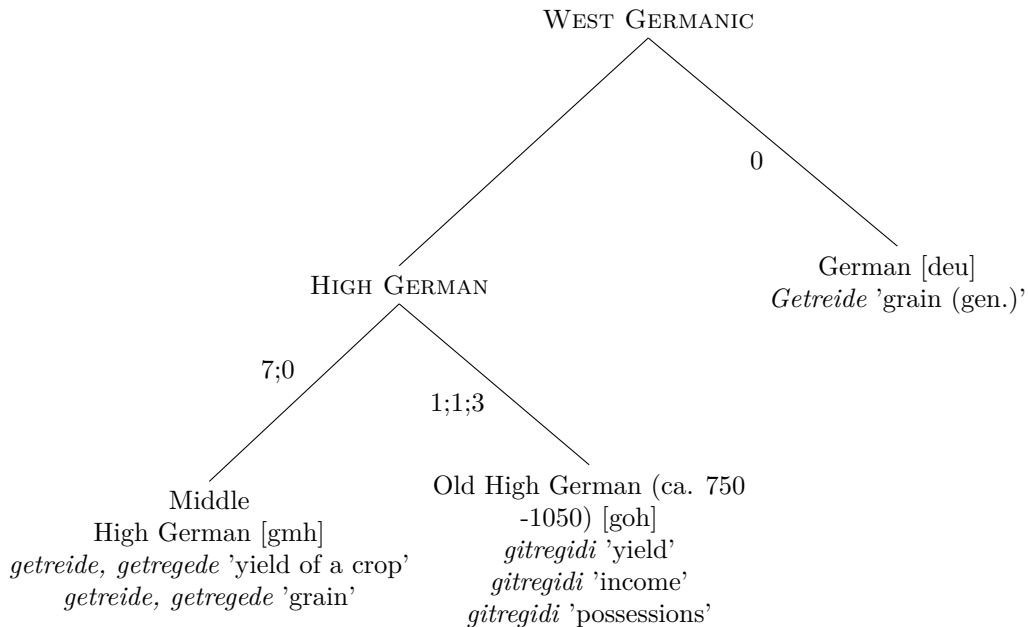 WEST GERMANIC
0
German [deu]
Getreide 'grain (gen.)'
HIGH GERMAN
7;0
1;1;3
Middle
High German [gmh]
getreide, getregede 'yield of a crop'
getreide, getregede 'grain'
Old High German (ca. 750
-1050) [goh]
gitregidi 'yield'
gitregidi 'income'
gitregidi 'possessions'